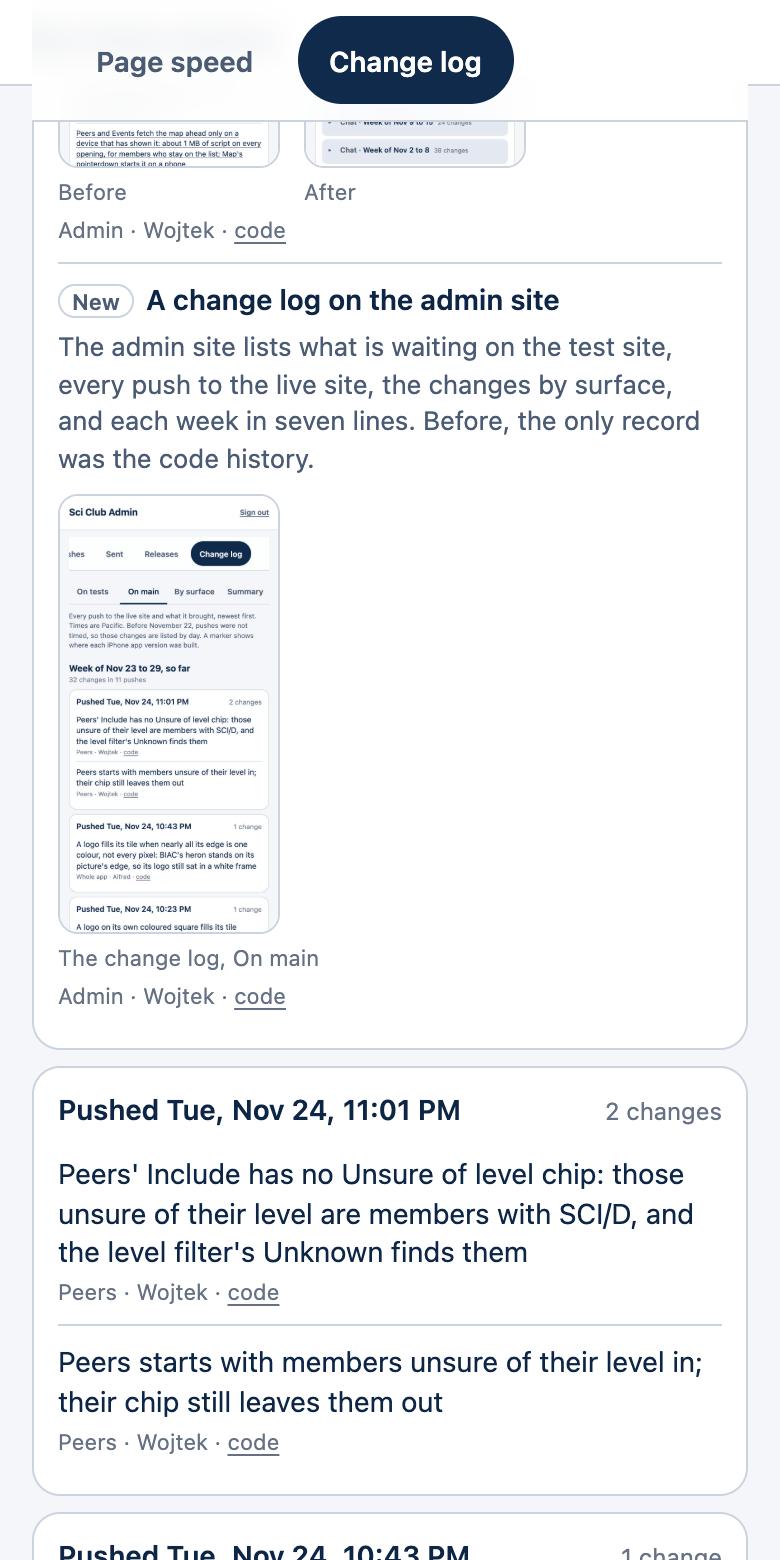 Page speed
Change log
Peers and Events fetch the map ahead only on a
device that has shown it: about 1 MB of script on every
opening, for members who stay on the list; Map's
pointerdown starts it on a phone
Chat · Week of Nov 9 to 15 24 changes
Chat · Week of Nov 2 to 8 38 changes
Before
After
Admin · Wojtek · code
New A change log on the admin site
The admin site lists what is waiting on the test site,
every push to the live site, the changes by surface,
and each week in seven lines. Before, the only record
was the code history.
Sci Club Admin
Sign out
shes
Sent
Releases
Change log
On tests
On main
By surface
Summary
Every push to the live site and what it brought, newest first.
Times are Pacific. Before November 22, pushes were not
timed, so those changes are listed by day. A marker shows
where each iPhone app version was built.
Week of Nov 23 to 29, so far
32 changes in 11 pushes
Pushed Tue, Nov 24, 11:01 PM
2 changes
Peers' Include has no Unsure of level chip: those
unsure of their level are members with SCI/D, and
the level filter's Unknown finds them
Peers · Wojtek · code
Peers starts with members unsure of their level in;
their chip still leaves them out
Peers · Wojtek · code
Pushed Tue, Nov 24, 10:43 PM
1 change
A logo fills its tile when nearly all its edge is one
colour, not every pixel: BIAC's heron stands on its
picture's edge, so its logo still sat in a white frame
Whole app · Alfred · code
Pushed Tue, Nov 24, 10:23 PM
1 change
A logo on its own coloured square fills its tile
The change log, On main
Admin · Wojtek · code
Pushed Tue, Nov 24, 11:01 PM
2 changes
Peers' Include has no Unsure of level chip: those
unsure of their level are members with SCI/D, and
the level filter's Unknown finds them
Peers · Wojtek · code
Peers starts with members unsure of their level in;
their chip still leaves them out
Peers · Wojtek · code
Pushed Tue, Nov 24, 10:43 PM
1 change